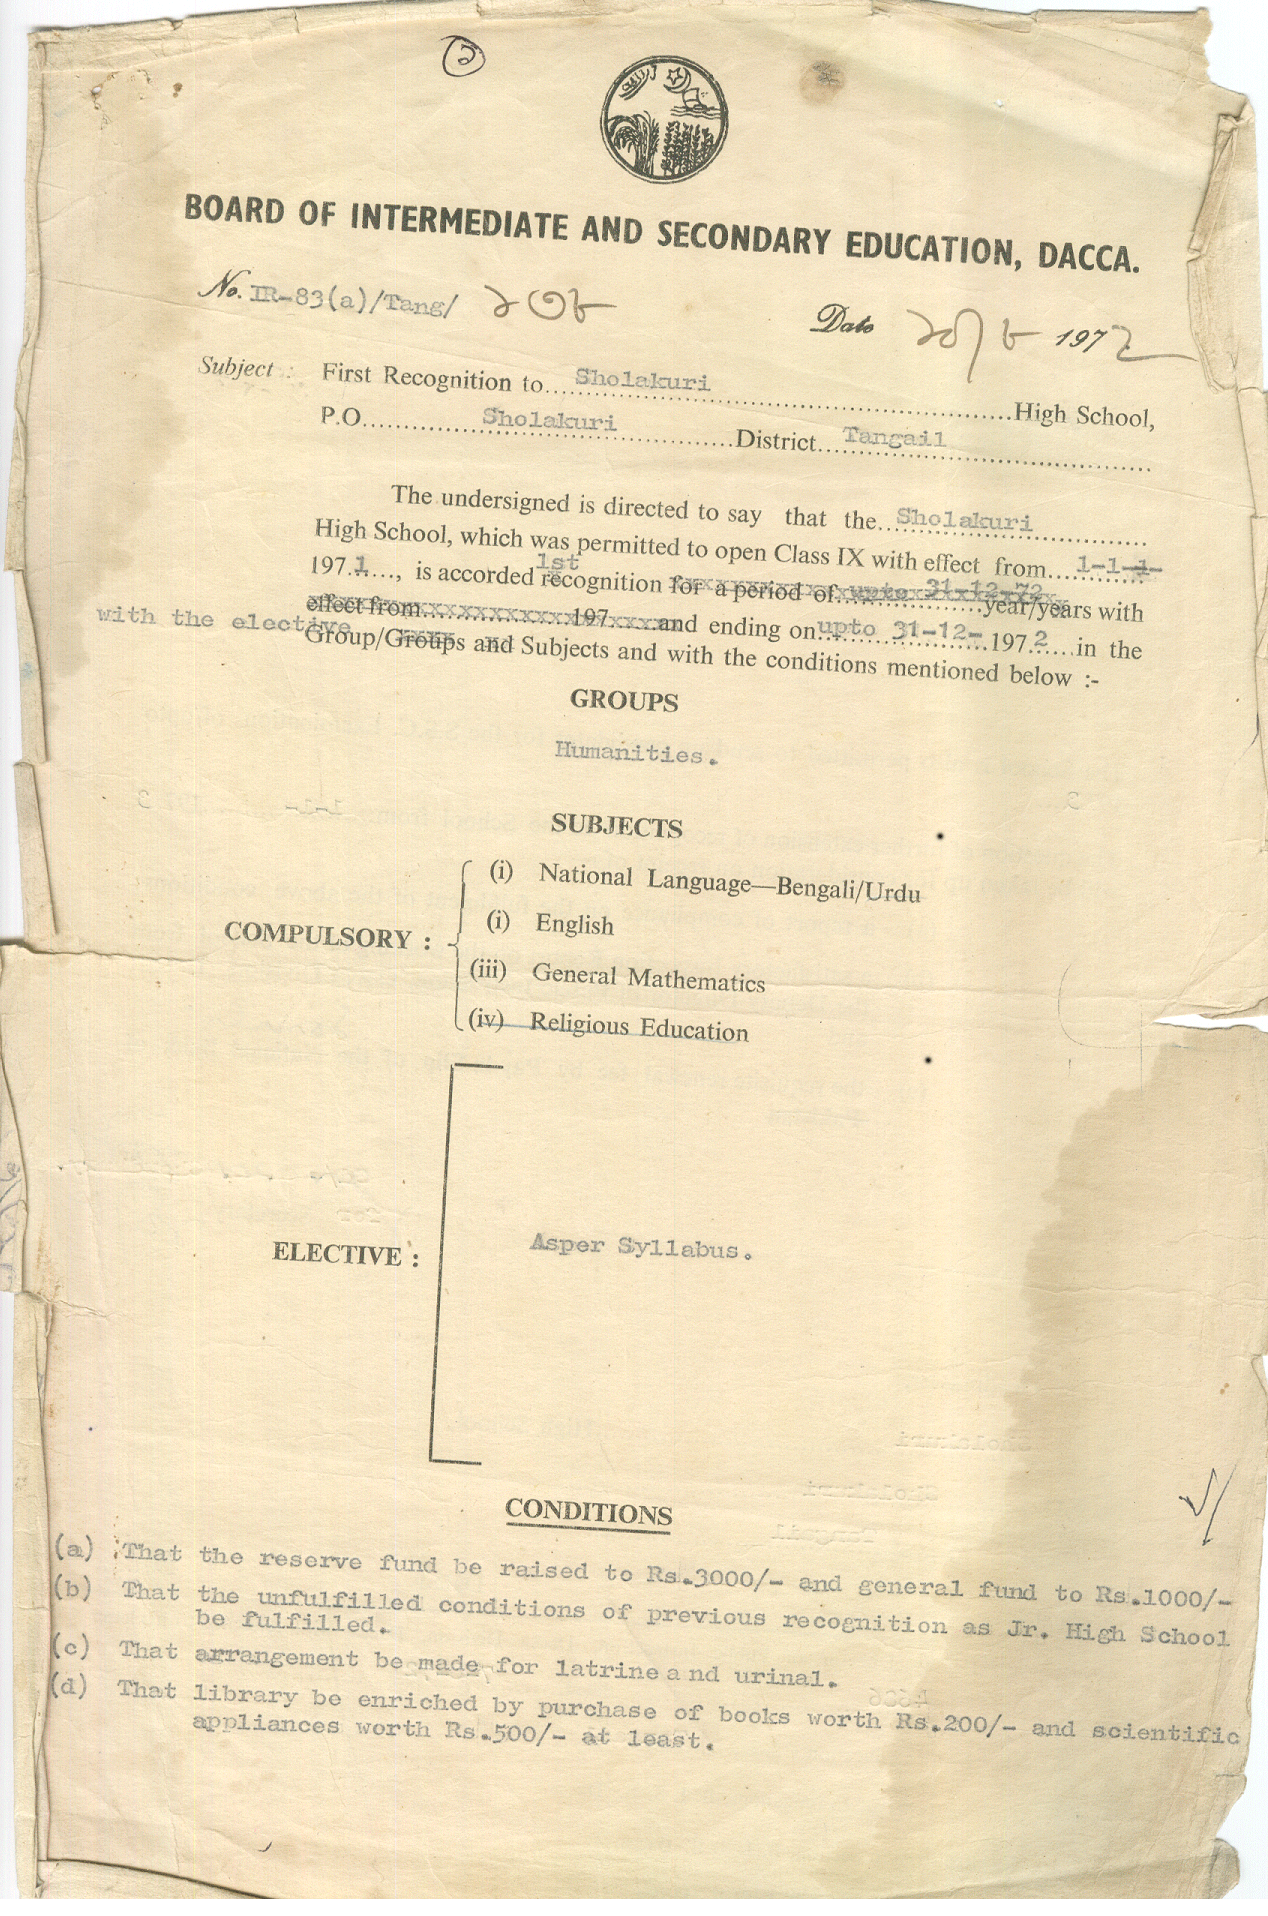 ২
BOARD OF INTERMEDIATE AND SECONDARY EDUCATION, DACCA.
No. IR-83(a)/Tang/ ১৩৮
Date 1972
Subject : First Recognition to....Sholakuri....High School,
P.O....Sholakuri....District....Tangail....
The undersigned is directed to say that the...Sholakuri
High School, which was permitted to open Class IX with effect from...1-1-
197.1..., is accorded 1st recognition for a period of...upto 31-12-72...year/years with
effect from...197...and ending on...upto 31-12-...197.2...in the
with the elective
Group/Groups and Subjects and with the conditions mentioned below :-
GROUPS
Humanities.
SUBJECTS
COMPULSORY :
(i) National Language—Bengali/Urdu
(i) English
(iii) General Mathematics
(iv) Religious Education
ELECTIVE :
Asper Syllabus.
CONDITIONS
(a) That the reserve fund be raised to Rs.3000/- and general fund to Rs.1000/-
(b) That the unfulfilled conditions of previous recognition as Jr. High School
be fulfilled.
(c) That arrangement be made for latrine and urinal.
(d) That library be enriched by purchase of books worth Rs.200/- and scientific
appliances worth Rs.500/- at least.